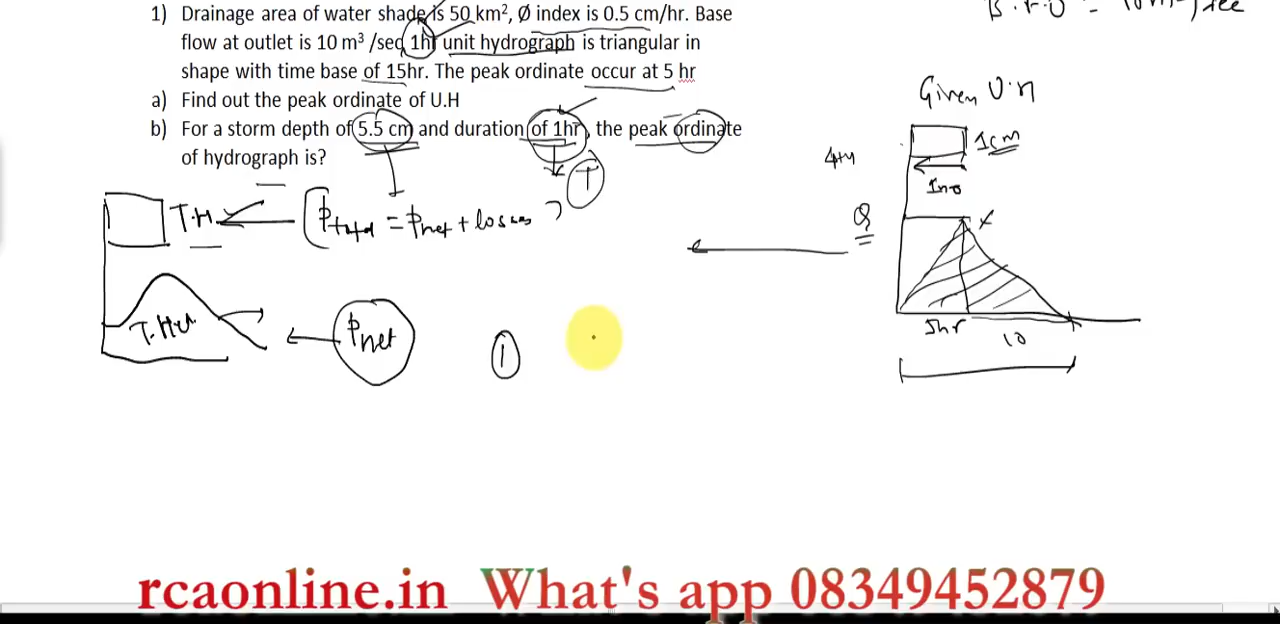 B.F.O = 10 m³/sec
1) Drainage area of water shade is 50 km², Ø index is 0.5 cm/hr. Base
flow at outlet is 10 m³ /sec 1hr unit hydrograph is triangular in
shape with time base of 15hr. The peak ordinate occur at 5 hr
a) Find out the peak ordinate of U.H
b) For a storm depth of 5.5 cm and duration of 1hr, the peak ordinate
of hydrograph is?
Given U.H
1cm
T
T.H
Ptotal = Pnet + losses
Q
x
T.H
Pnet
1
5hr
10
rcaonline.in What's app 08349452879